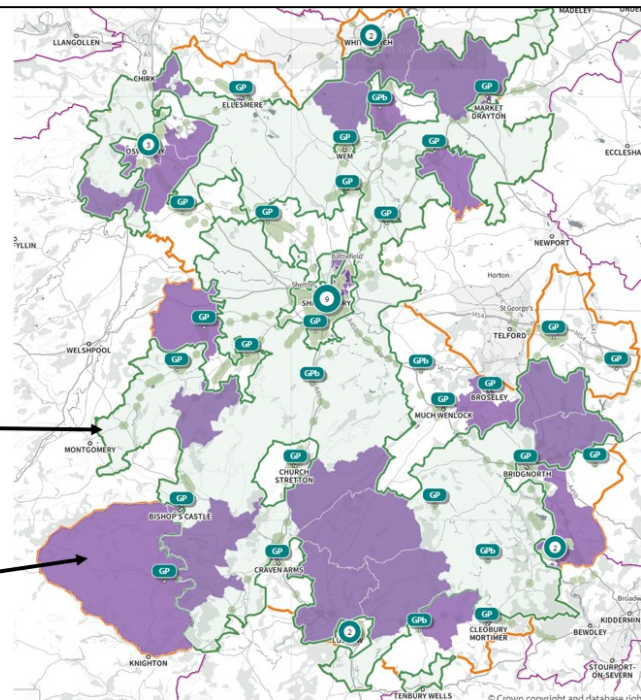 MADELEY
LLANGOLLEN
2
CHIRK
GP
ELLESMERE
GPb
GP
MARKET
DRAYTON
3
GP
WEM
GP
ECCLESHA
GP
GP
GP
GP
FYLLIN
NEWPORT
Battlefield
Horton
9
St George's
GP
GP
TELFORD
GP
WELSHPOOL
GP
GP
GPb
GP
GPb
GP
BROSELEY
GP
MUCH WENLOCK
MONTGOMERY
GP
CHURCH
STRETTON
GP
GP
BRIDGNORTH
GP
BISHOP'S CASTLE
GP
GP
CRAVEN ARMS
GP
GPb
2
GPb
GP
CLEOBURY
MORTIMER
2
BEWDLEY
KIDDERMIN
KNIGHTON
STOURPORT-
ON-SEVERN
TENBURY WELLS
© Crown copyright and database righ